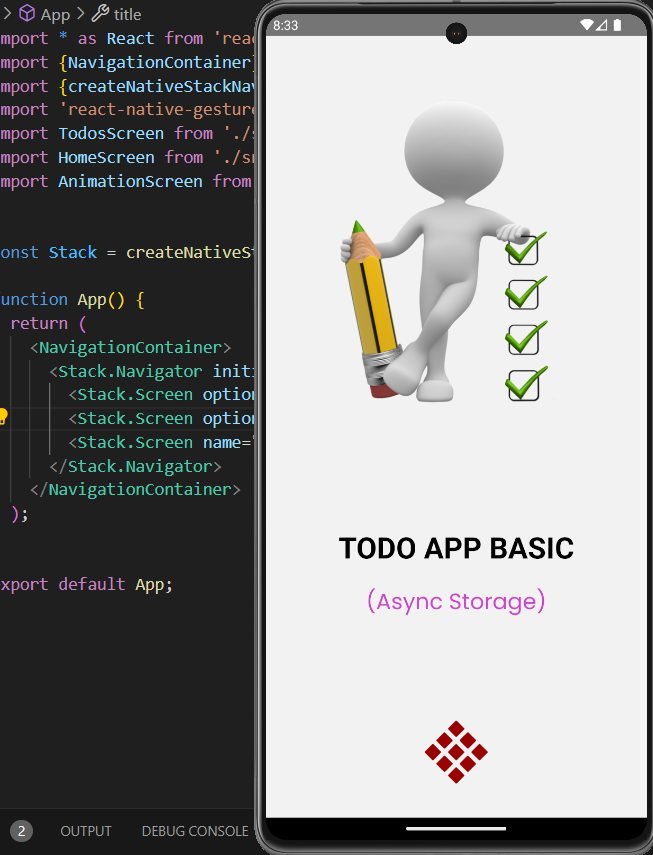 App > title
mport * as React from 'reac
mport {NavigationContainer}
mport {createNativeStackNav
mport 'react-native-gesture
mport TodosScreen from './s
mport HomeScreen from './sr
mport AnimationScreen from
onst Stack = createNativeSt
unction App() {
return (
<NavigationContainer>
<Stack.Navigator initi
<Stack.Screen option
<Stack.Screen option
<Stack.Screen name="
</Stack.Navigator>
</NavigationContainer>
);
xport default App;
2 OUTPUT DEBUG CONSOLE
8:33
TODO APP BASIC
(Async Storage)